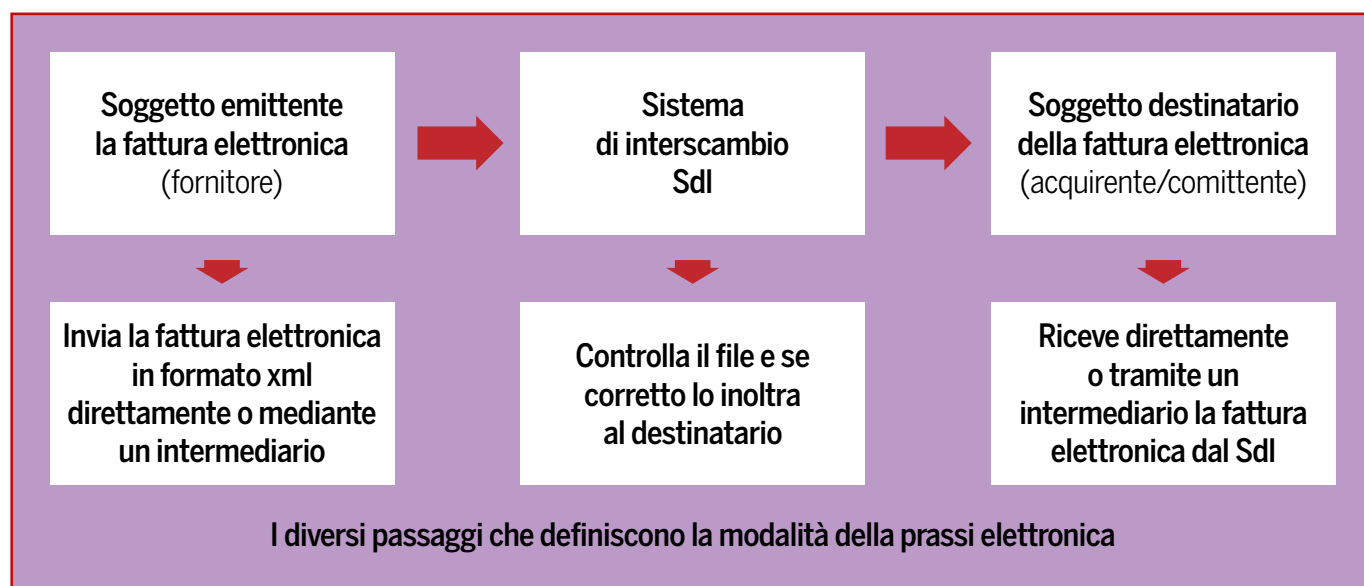 Soggetto emittente
la fattura elettronica
(fornitore)
Sistema
di interscambio
SdI
Soggetto destinatario
della fattura elettronica
(acquirente/comittente)
Invia la fattura elettronica
in formato xml
direttamente o mediante
un intermediario
Controlla il file e se
corretto lo inoltra
al destinatario
Riceve direttamente
o tramite un
intermediario la fattura
elettronica dal SdI
I diversi passaggi che definiscono la modalità della prassi elettronica